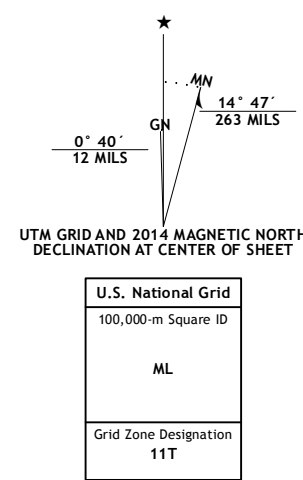 ★
MN
GN
14° 47´
263 MILS
0° 40´
12 MILS
UTM GRID AND 2014 MAGNETIC NORTH
DECLINATION AT CENTER OF SHEET
U.S. National Grid
100,000-m Square ID
ML
Grid Zone Designation
11T